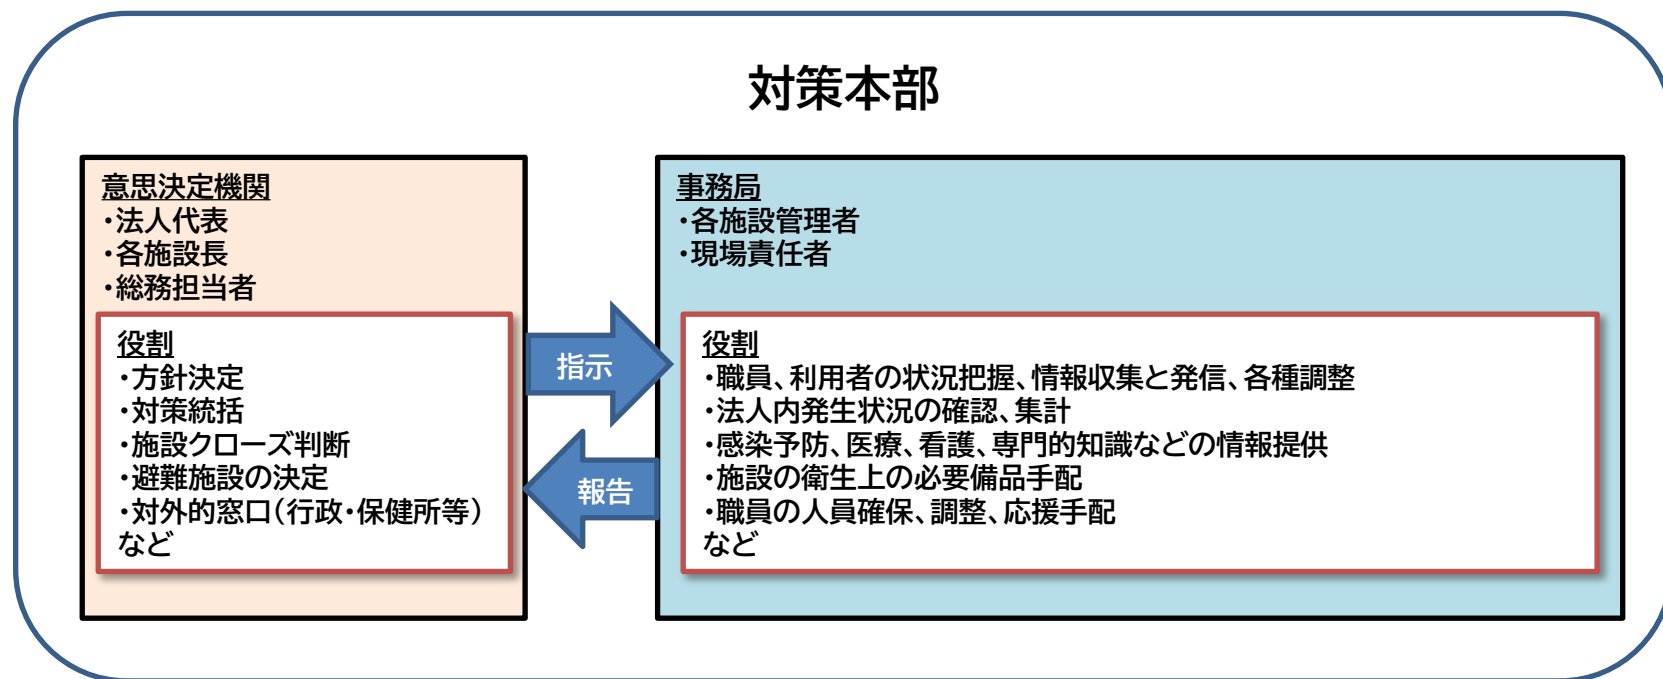 対策本部
意思決定機関
・法人代表
・各施設長
・総務担当者
役割
・方針決定
・対策統括
・施設クローズ判断
・避難施設の決定
・対外的窓口（行政・保健所等）
など
指示
報告
事務局
・各施設管理者
・現場責任者
役割
・職員、利用者の状況把握、情報収集と発信、各種調整
・法人内発生状況の確認、集計
・感染予防、医療、看護、専門的知識などの情報提供
・施設の衛生上の必要備品手配
・職員の人員確保、調整、応援手配
など